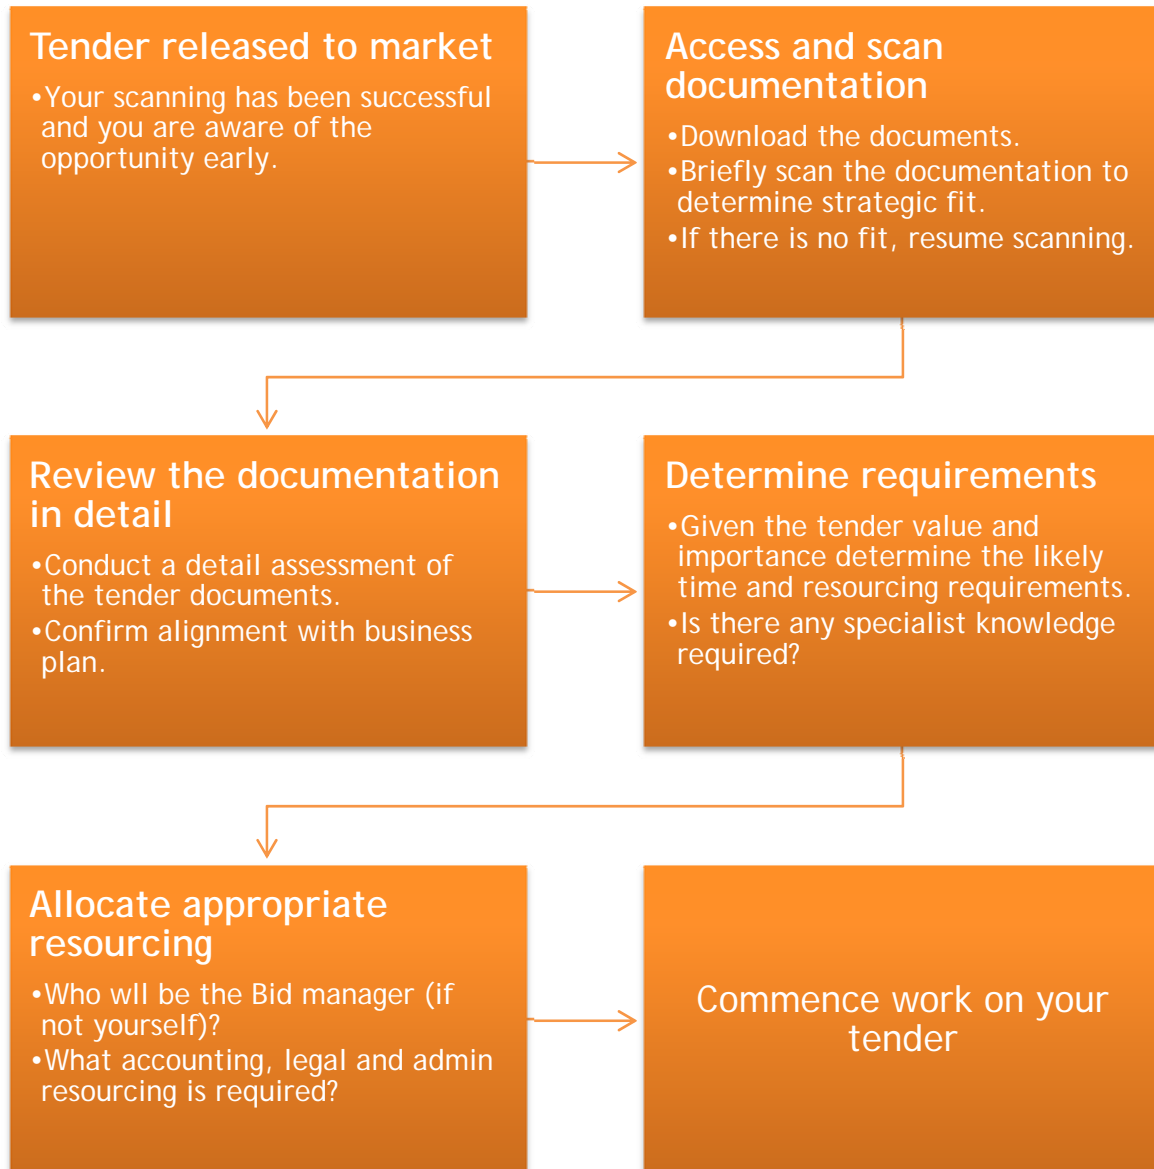 Tender released to market
•Your scanning has been successful
and you are aware of the
opportunity early.
Access and scan
documentation
•Download the documents.
•Briefly scan the documentation to
determine strategic fit.
•If there is no fit, resume scanning.
Review the documentation
in detail
•Conduct a detail assessment of
the tender documents.
•Confirm alignment with business
plan.
Determine requirements
•Given the tender value and
importance determine the likely
time and resourcing requirements.
•Is there any specialist knowledge
required?
Allocate appropriate
resourcing
•Who wll be the Bid manager (if
not yourself)?
•What accounting, legal and admin
resourcing is required?
Commence work on your
tender